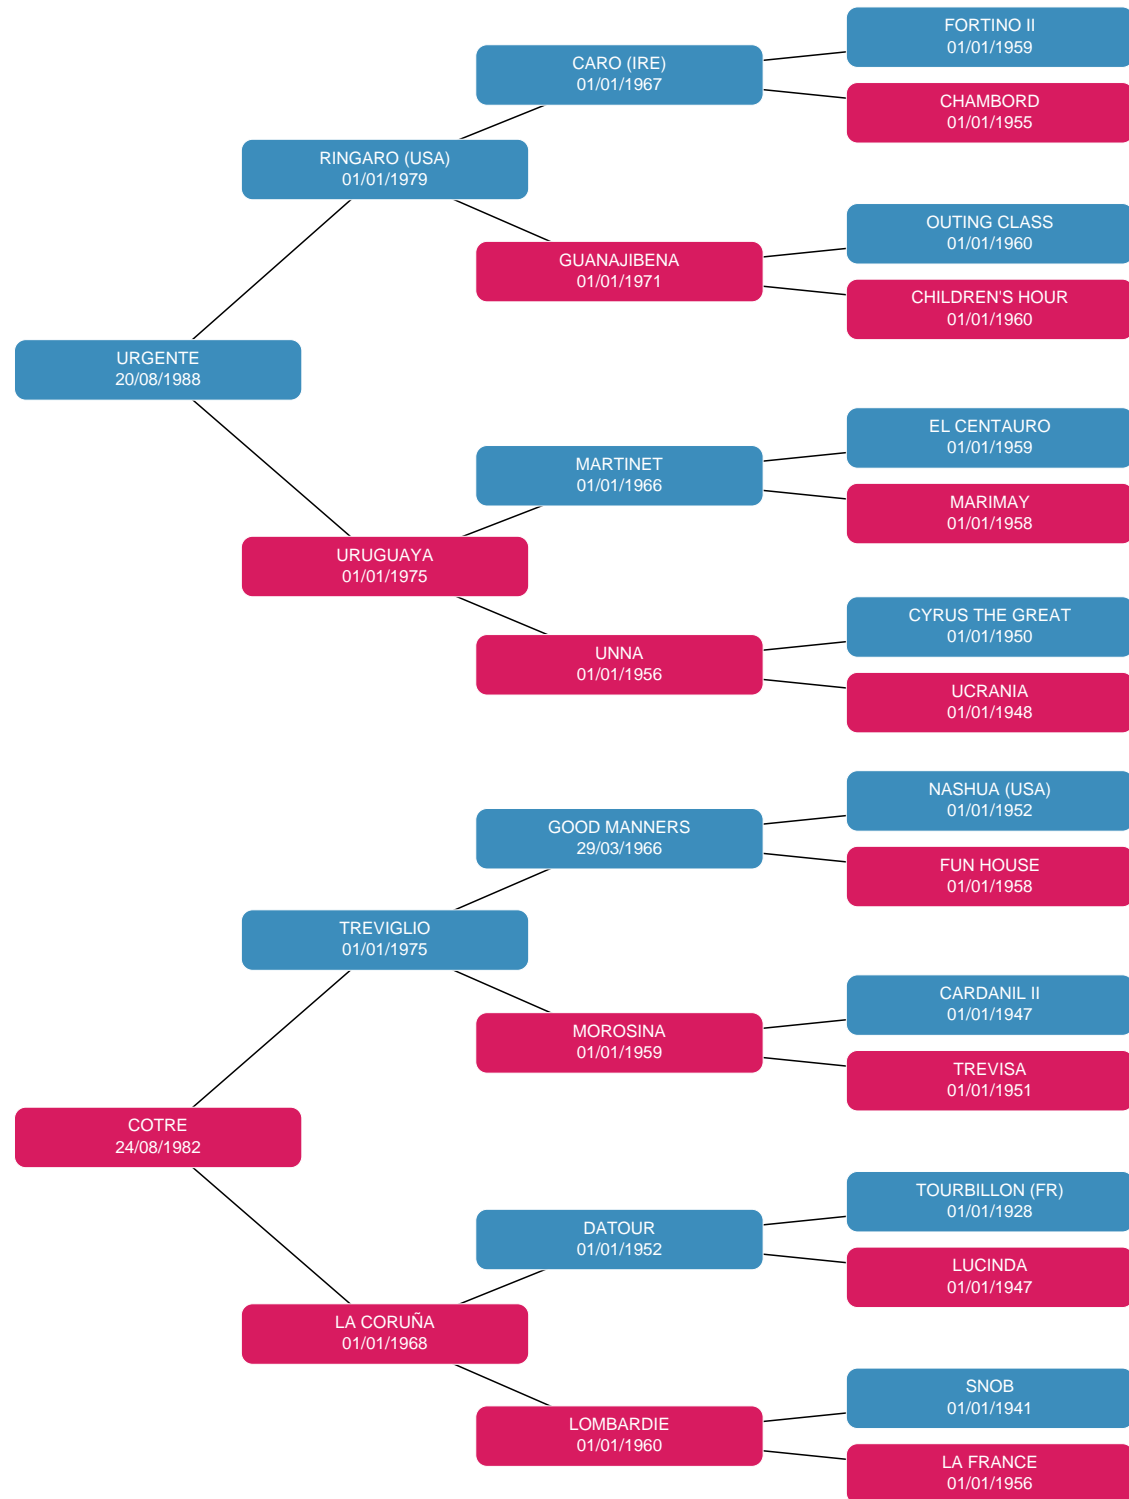 FORTINO II
01/01/1959
CARO (IRE)
01/01/1967
CHAMBORD
01/01/1955
RINGARO (USA)
01/01/1979
OUTING CLASS
01/01/1960
GUANAJIBENA
01/01/1971
CHILDREN'S HOUR
01/01/1960
URGENTE
20/08/1988
EL CENTAURO
01/01/1959
MARTINET
01/01/1966
MARIMAY
01/01/1958
URUGUAYA
01/01/1975
CYRUS THE GREAT
01/01/1950
UNNA
01/01/1956
UCRANIA
01/01/1948
NASHUA (USA)
01/01/1952
GOOD MANNERS
29/03/1966
FUN HOUSE
01/01/1958
TREVIGLIO
01/01/1975
CARDANIL II
01/01/1947
MOROSINA
01/01/1959
TREVISA
01/01/1951
COTRE
24/08/1982
TOURBILLON (FR)
01/01/1928
DATOUR
01/01/1952
LUCINDA
01/01/1947
LA CORUÑA
01/01/1968
SNOB
01/01/1941
LOMBARDIE
01/01/1960
LA FRANCE
01/01/1956